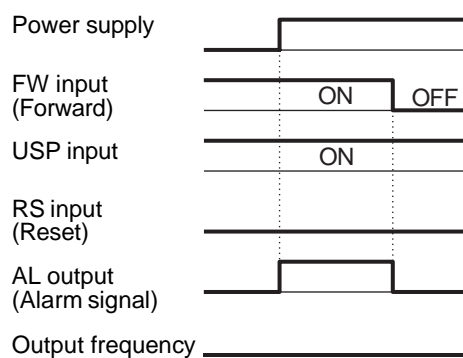 Power supply
FW input
(Forward)
ON
OFF
USP input
ON
RS input
(Reset)
AL output
(Alarm signal)
Output frequency